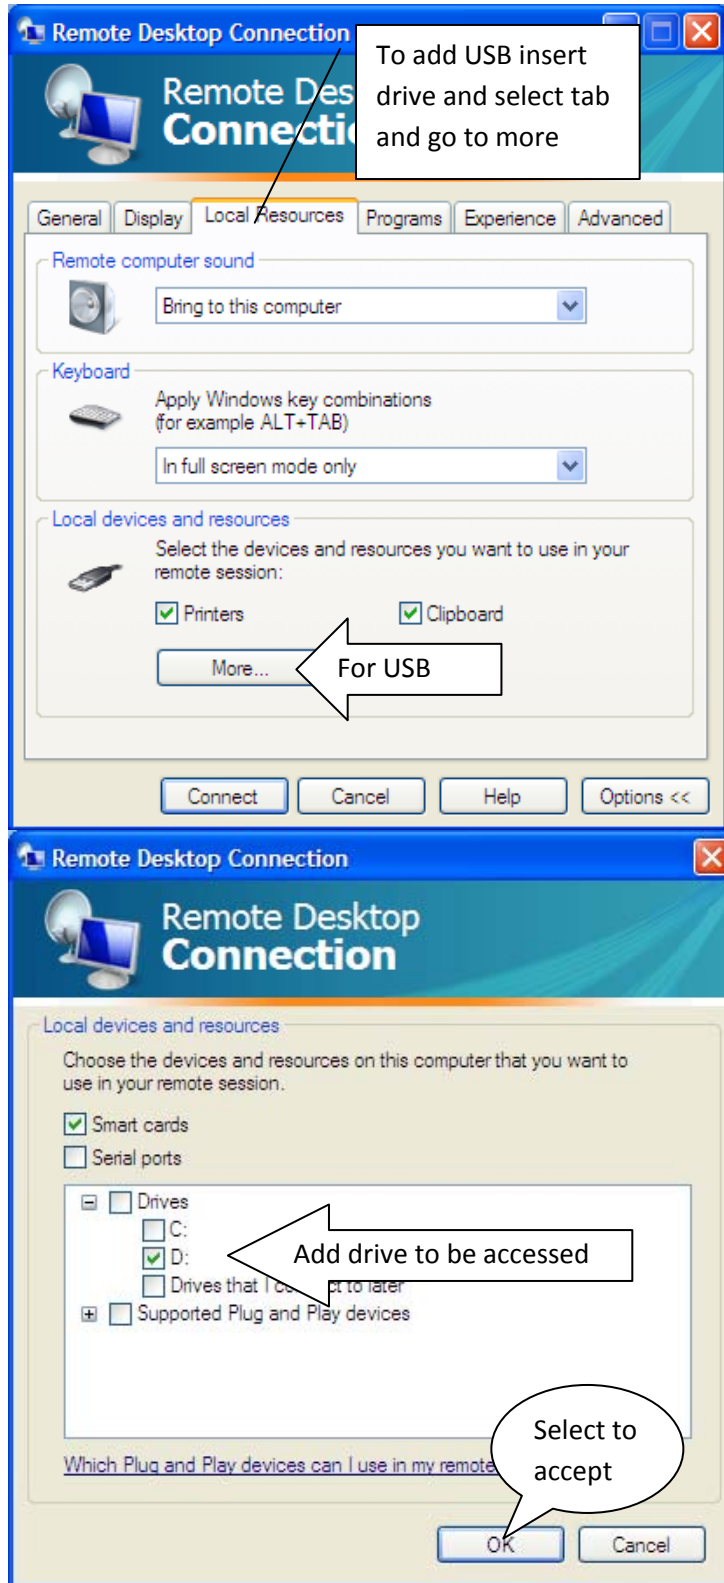 Remote Desktop Connection
To add USB insert
drive and select tab
and go to more
Remote Des
Connectio
General Display Local Resources Programs Experience Advanced
Remote computer sound
Bring to this computer
Keyboard
Apply Windows key combinations
(for example ALT+TAB)
In full screen mode only
Local devices and resources
Select the devices and resources you want to use in your
remote session:
Printers Clipboard
More... For USB
Connect Cancel Help Options <<
Remote Desktop Connection
Remote Desktop
Connection
Local devices and resources
Choose the devices and resources on this computer that you want to
use in your remote session.
Smart cards
Serial ports
Drives
C:
D: Add drive to be accessed
Drives that I connect to later
Supported Plug and Play devices
Select to
accept
Which Plug and Play devices can I use in my remote
OK Cancel